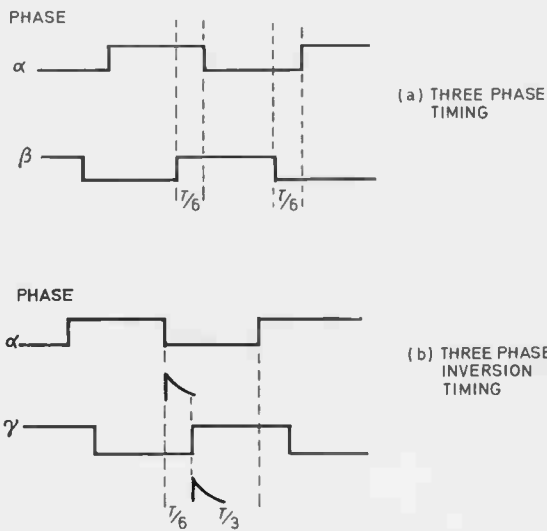 PHASE
α
(a) THREE PHASE
TIMING
β
T/6
T/6
PHASE
α
(b) THREE PHASE
INVERSION
TIMING
γ
T/6
T/3